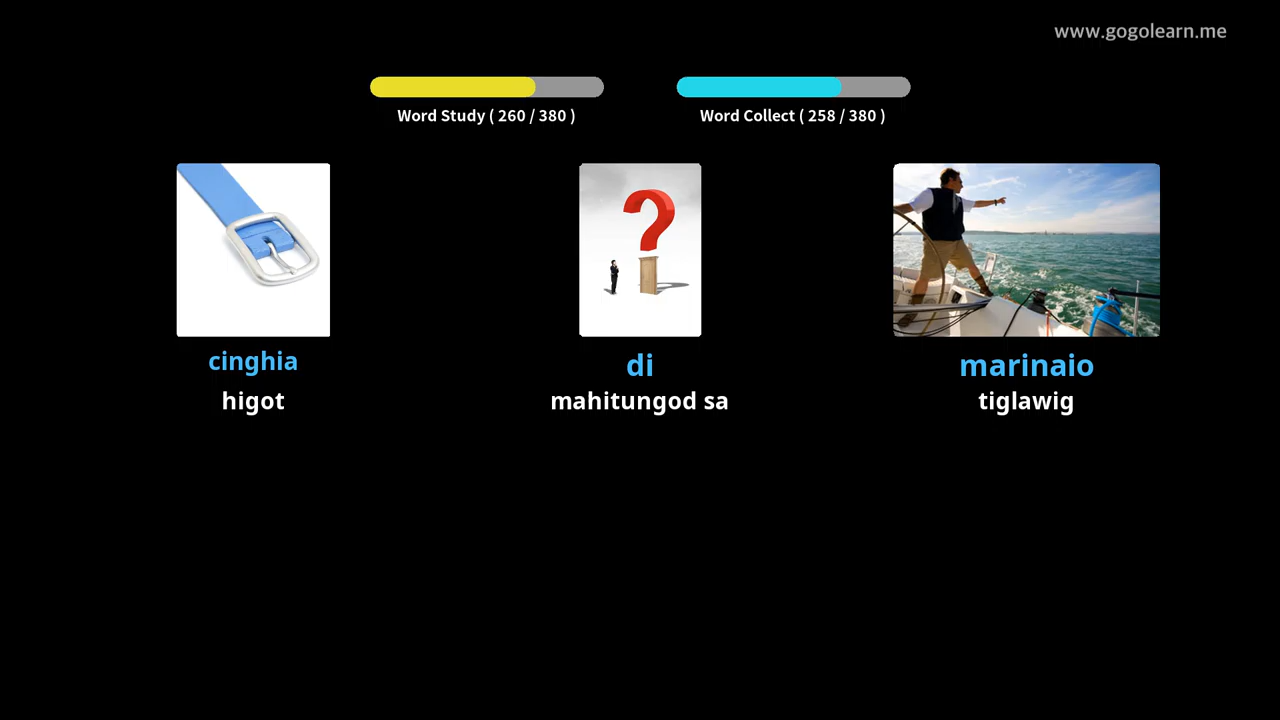 www.gogolearn.me
Word Study ( 260 / 380 )
Word Collect ( 258 / 380 )
cinghia
higot
di
mahitungod sa
marinaio
tiglawig